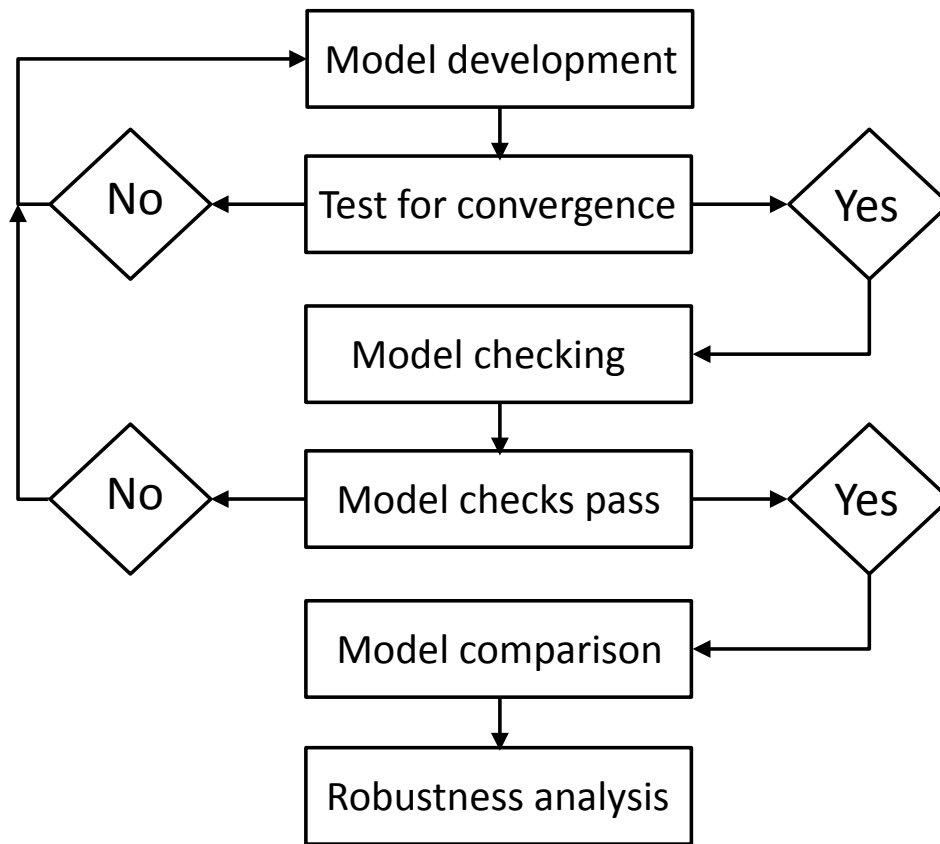 Model development
No
Test for convergence
Yes
Model checking
No
Model checks pass
Yes
Model comparison
Robustness analysis